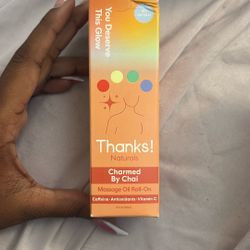 You Deserve
This Glow
Thanks!
Naturals
Charmed
By Chai
Massage Oil Roll-On
Caffeine • Antioxidants • Vitamin C